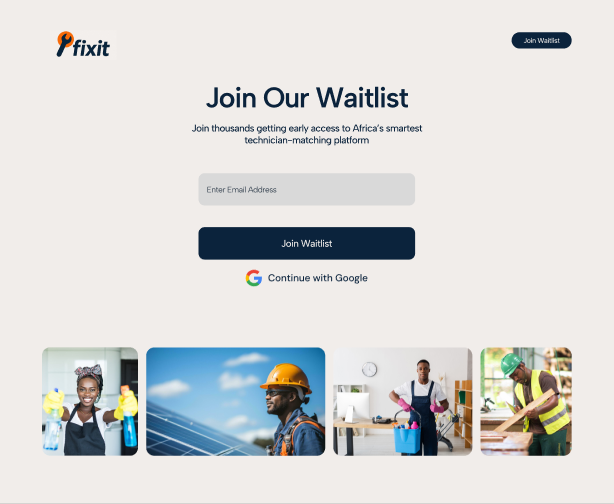 fixit
Join Waitlist
Join Our Waitlist
Join thousands getting early access to Africa's smartest
technician-matching platform
Enter Email Address
Join Waitlist
Continue with Google